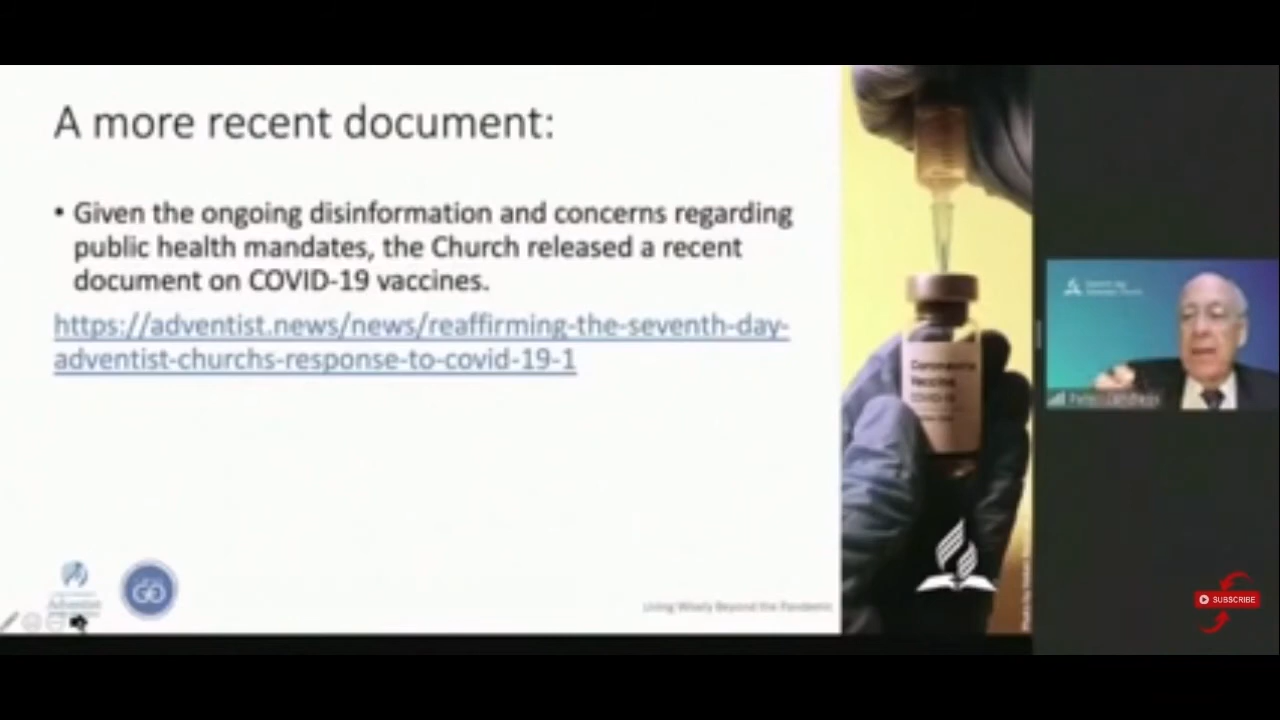 A more recent document:
• Given the ongoing disinformation and concerns regarding
public health mandates, the Church released a recent
document on COVID-19 vaccines.
https://adventist.news/news/reaffirming-the-seventh-day-
adventist-churchs-response-to-covid-19-1
Coronavirus
Vaccine
COVID-19
Adventist
Living Wisely Beyond the Pandemic
SUBSCRIBE